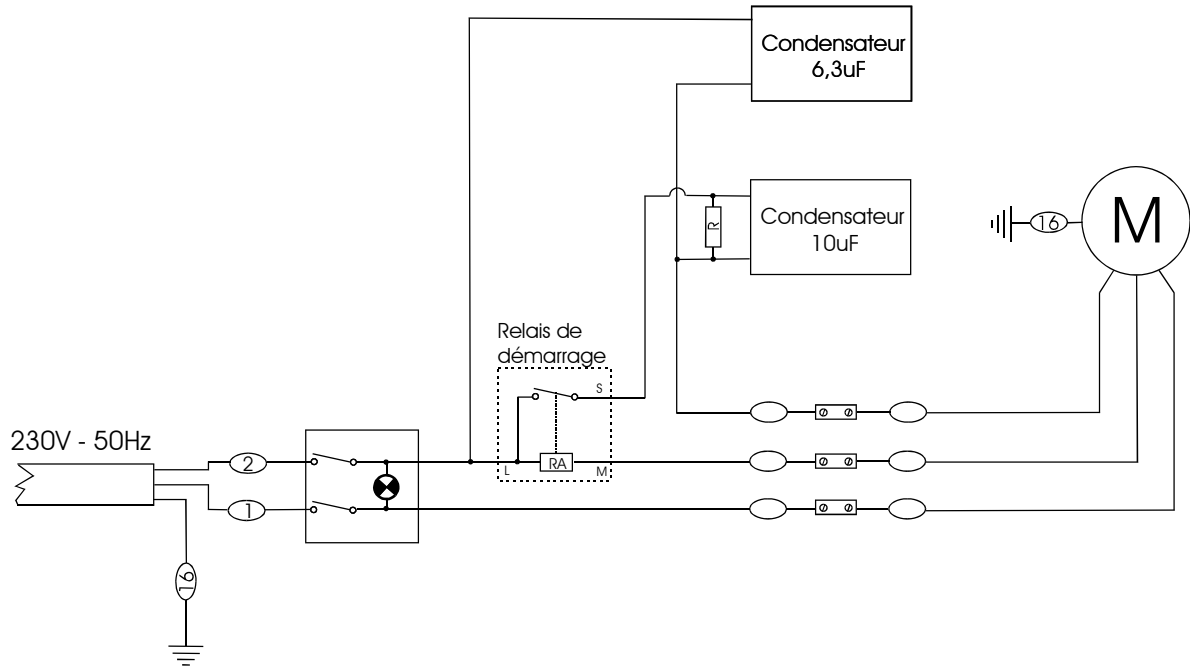 Condensateur
6,3uF
Condensateur
10uF
R
16
M
Relais de
démarrage
S
230V - 50Hz
2
L
RA
M
1
16